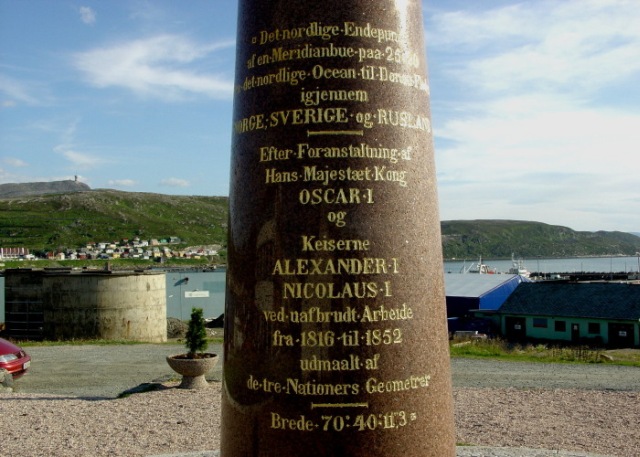 Det·nordlige·Endepunkt
af·en·Meridianbue·paa·25°20'
det·nordlige·Ocean·til·Donau
igjennem
NORGE, SVERIGE·og·RUSLAND
Efter·Foranstaltning·af
Hans·Majestæt·Kong
OSCAR·I
og
Keiserne
ALEXANDER·I
NICOLAUS·I
ved·uafbrudt·Arbeide
fra·1816·til·1852
udmaalt·af
de·tre·Nationers Geometrer
Brede·70°·40'·11",3